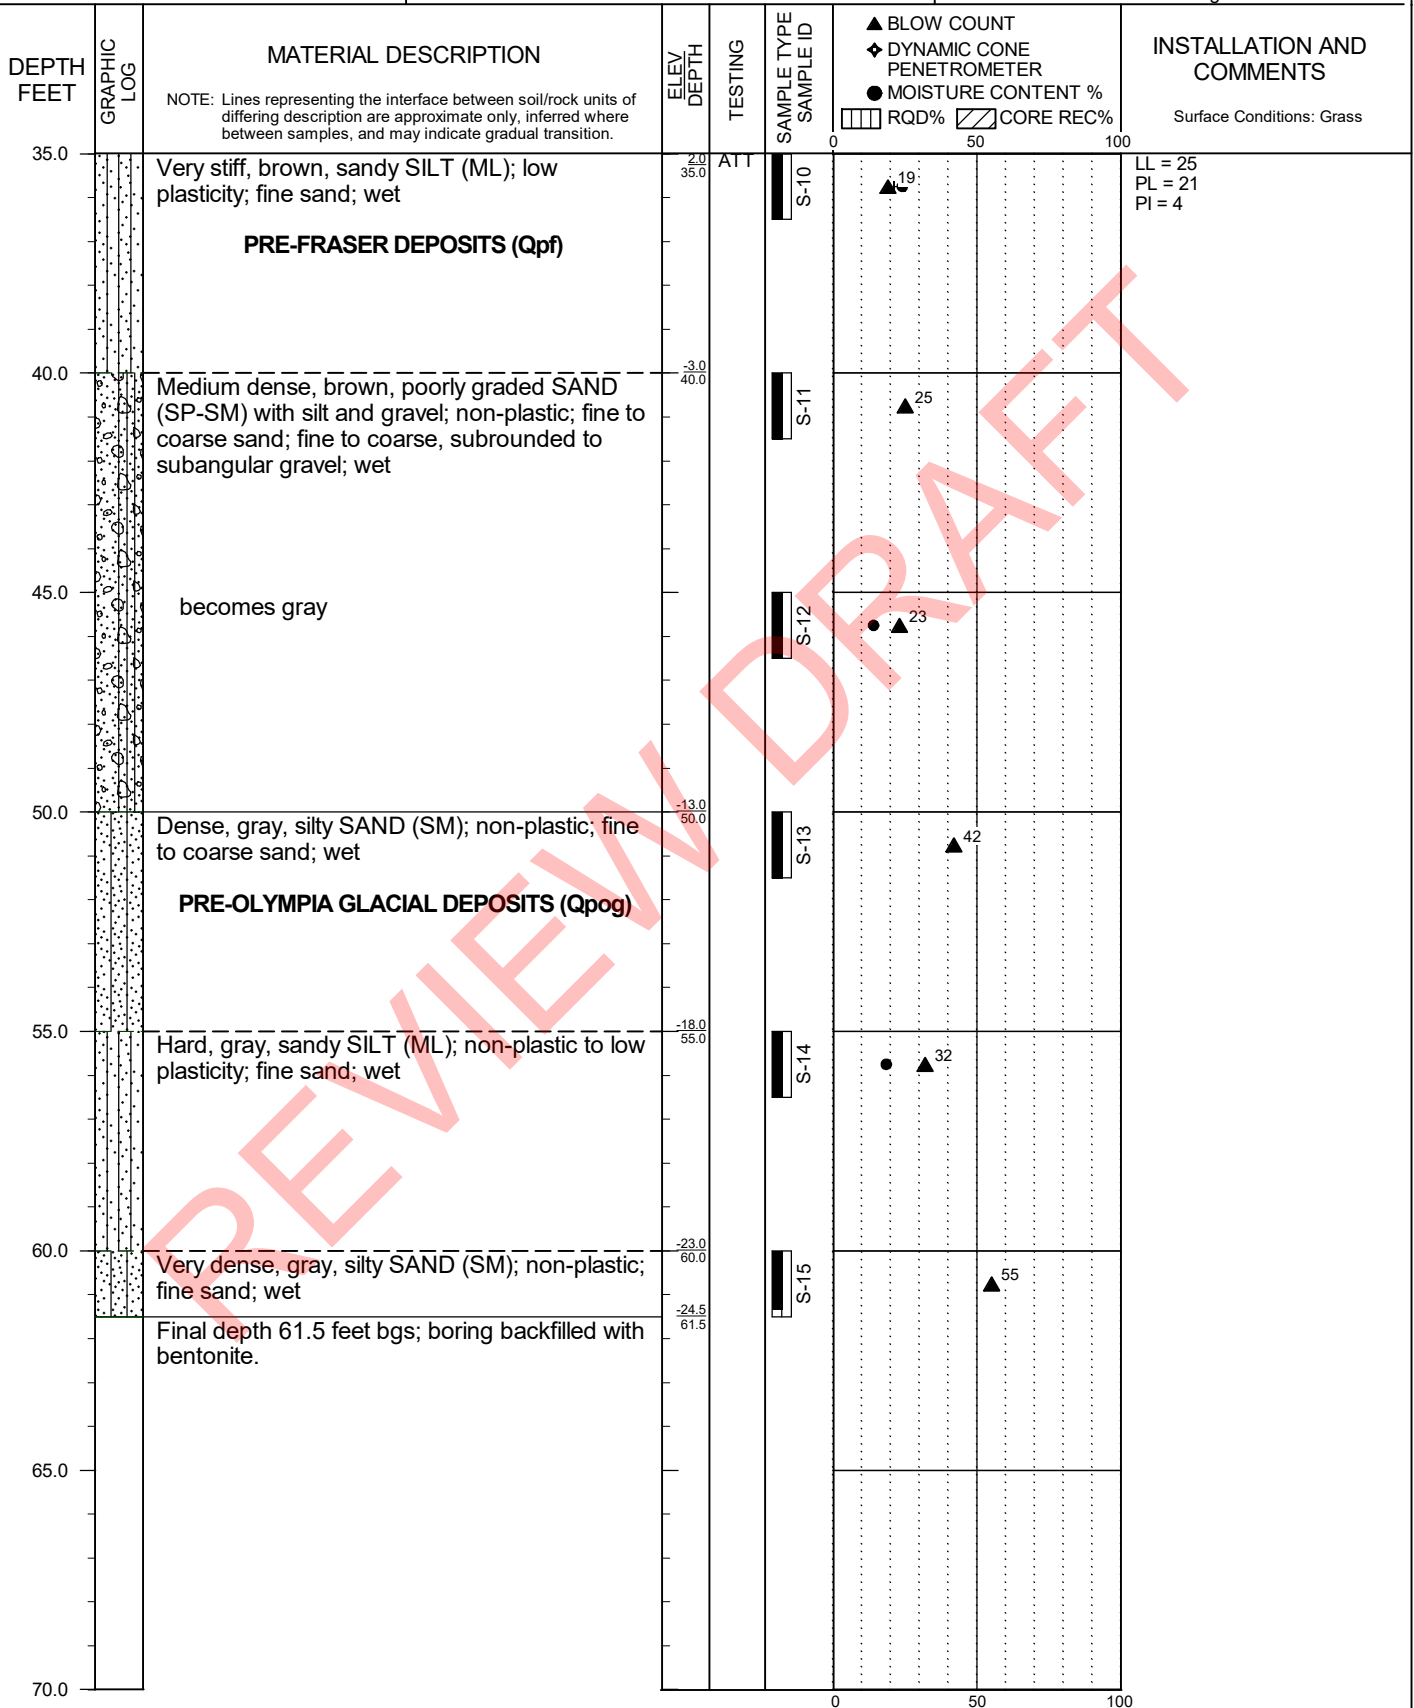 DEPTH
FEET
GRAPHIC
LOG
MATERIAL DESCRIPTION
NOTE: Lines representing the interface between soil/rock units of
differing description are approximate only, inferred where
between samples, and may indicate gradual transition.
ELEV
DEPTH
TESTING
SAMPLE TYPE
SAMPLE ID
BLOW COUNT
DYNAMIC CONE
PENETROMETER
MOISTURE CONTENT %
RQD% CORE REC%
INSTALLATION AND
COMMENTS
Surface Conditions: Grass
0 50 100
35.0
Very stiff, brown, sandy SILT (ML); low
plasticity; fine sand; wet
2.0
35.0
ATT
S-10
19
LL = 25
PL = 21
PI = 4
PRE-FRASER DEPOSITS (Qpf)
40.0
Medium dense, brown, poorly graded SAND
(SP-SM) with silt and gravel; non-plastic; fine to
coarse sand; fine to coarse, subrounded to
subangular gravel; wet
-3.0
40.0
S-11
25
45.0
becomes gray
S-12
23
50.0
Dense, gray, silty SAND (SM); non-plastic; fine
to coarse sand; wet
-13.0
50.0
S-13
42
PRE-OLYMPIA GLACIAL DEPOSITS (Qpog)
55.0
Hard, gray, sandy SILT (ML); non-plastic to low
plasticity; fine sand; wet
-18.0
55.0
S-14
32
60.0
Very dense, gray, silty SAND (SM); non-plastic;
fine sand; wet
-23.0
60.0
S-15
55
-24.5
61.5
Final depth 61.5 feet bgs; boring backfilled with
bentonite.
65.0
70.0
0 50 100
REVIEW DRAFT